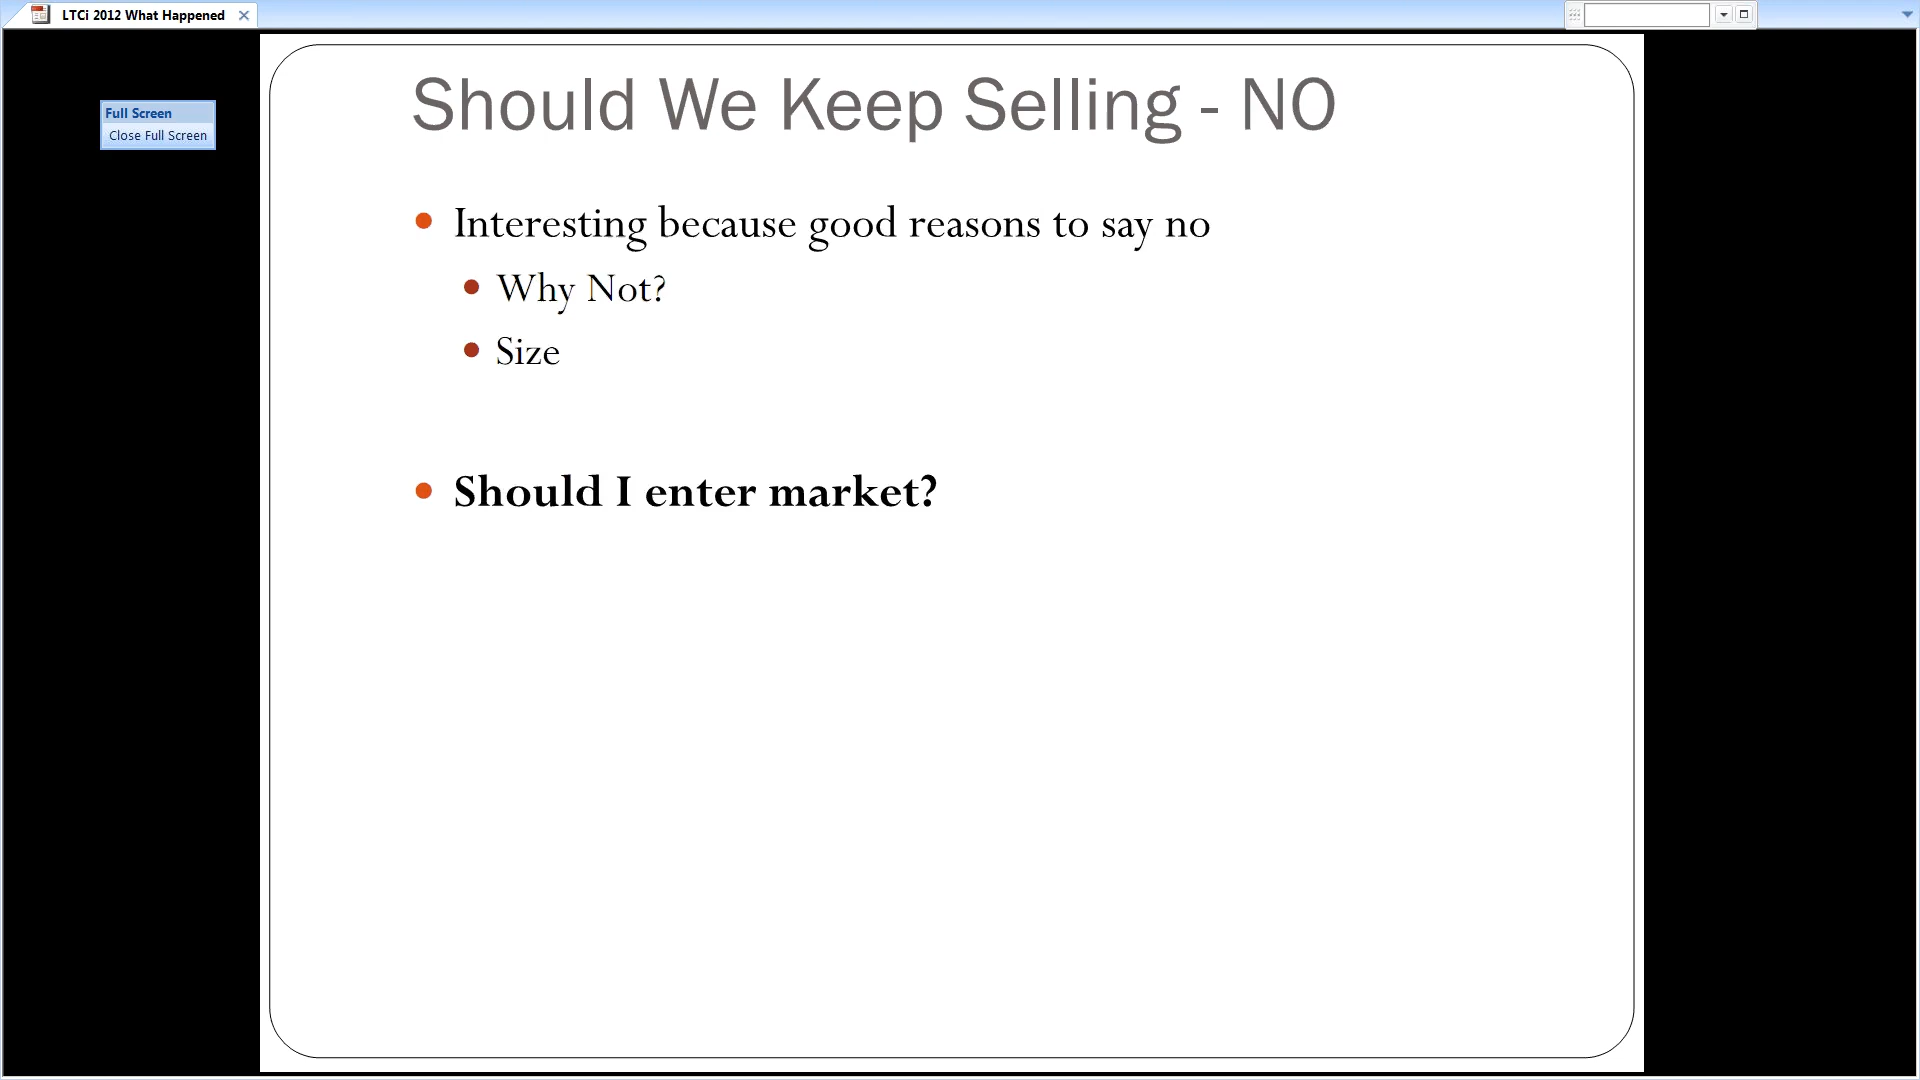 LTCi 2012 What Happened
Full Screen
Close Full Screen
Should We Keep Selling - NO
Interesting because good reasons to say no
Why Not?
Size
Should I enter market?